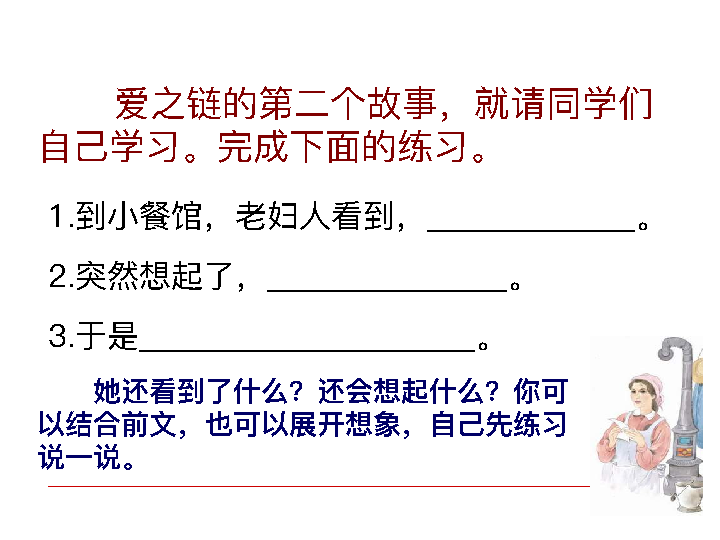 爱之链的第二个故事，就请同学们
自己学习。完成下面的练习。
1.到小餐馆，老妇人看到，_____________。
2.突然想起了，_______________。
3.于是_____________________。
她还看到了什么？还会想起什么？你可
以结合前文，也可以展开想象，自己先练习
说一说。